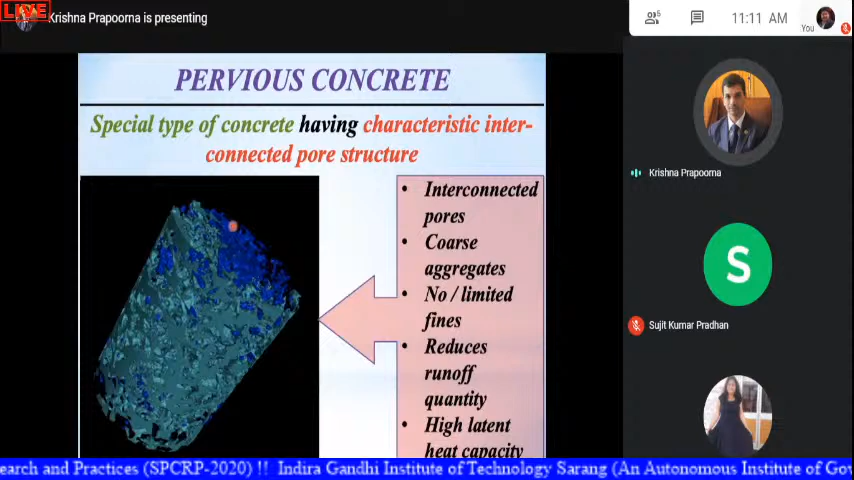 LIVE
Krishna Prapoorna is presenting
5
11:11 AM
You
PERVIOUS CONCRETE
Special type of concrete having characteristic inter-
connected pore structure
• Interconnected
pores
• Coarse
aggregates
• No / limited
fines
• Reduces
runoff
quantity
• High latent
heat capacity
Krishna Prapoorna
S
Sujit Kumar Pradhan
earch and Practices (SPCRP-2020) !! Indira Gandhi Institute of Technology Sarang (An Autonomous Institute of Gov